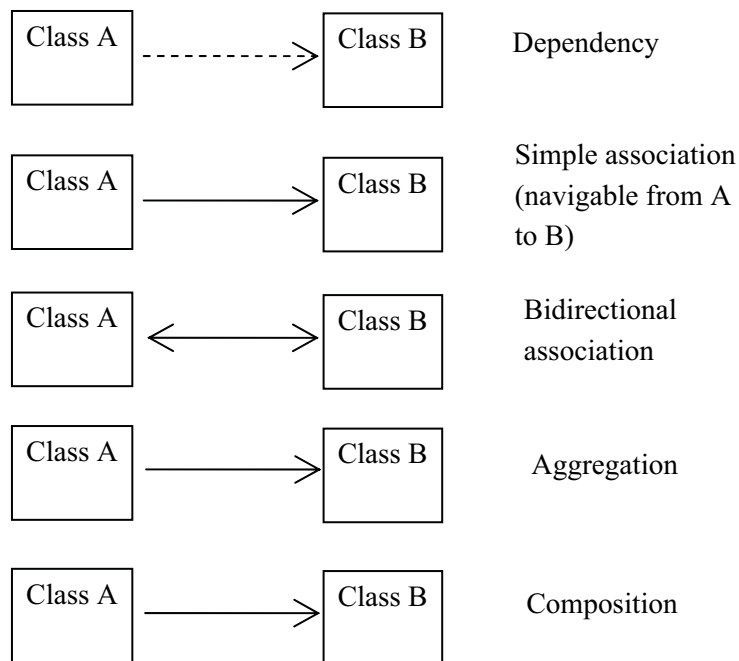 Class A
Class B
Dependency
Class A
Class B
Simple association
(navigable from A
to B)
Class A
Class B
Bidirectional
association
Class A
Class B
Aggregation
Class A
Class B
Composition